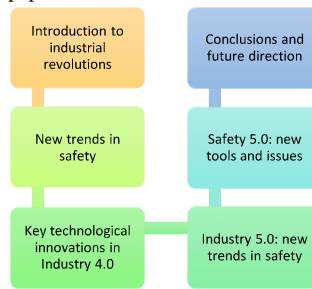 Introduction to
industrial
revolutions
New trends in
safety
Key technological
innovations in
Industry 4.0
Industry 5.0: new
trends in safety
Safety 5.0: new
tools and issues
Conclusions and
future direction